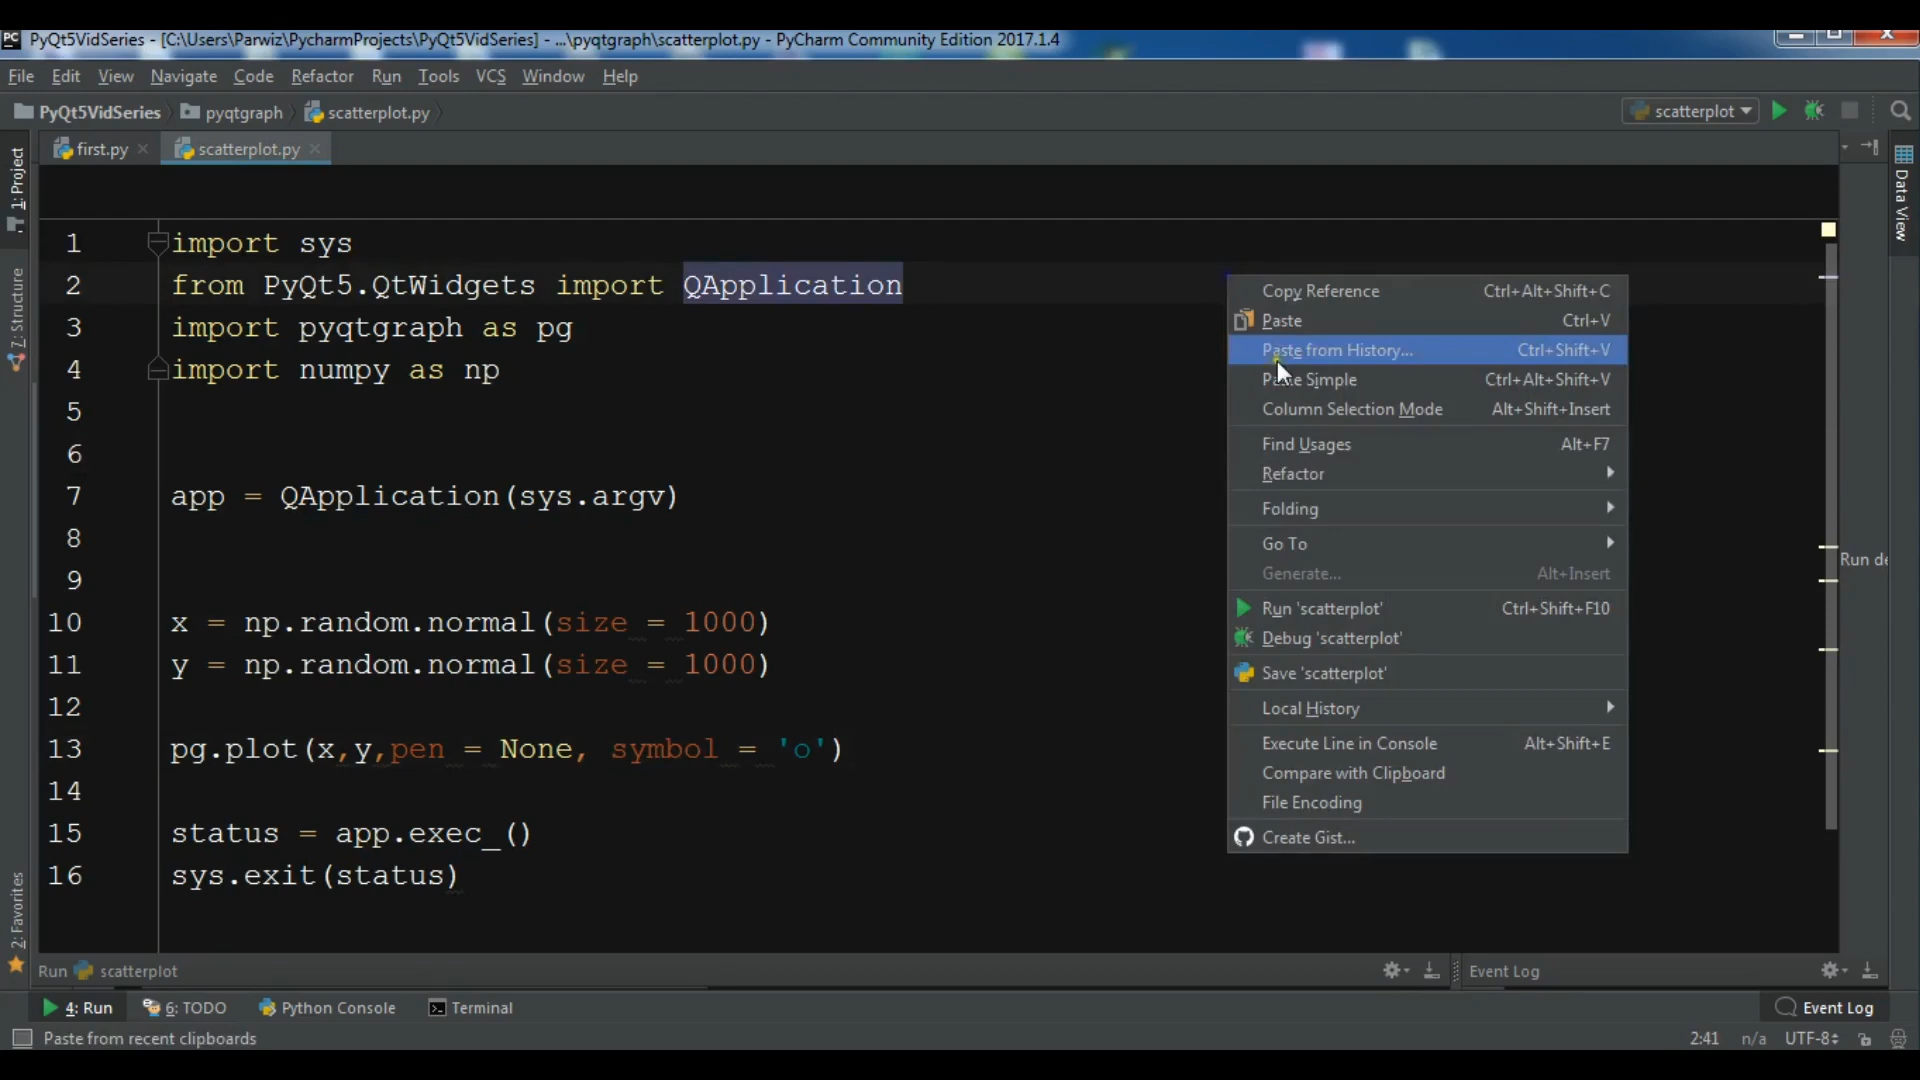 PC PyQt5VidSeries - [C:\Users\Parwiz\PycharmProjects\PyQt5VidSeries] - ...\pyqtgraph\scatterplot.py - PyCharm Community Edition 2017.1.4
File Edit View Navigate Code Refactor Run Tools VCS Window Help
PyQt5VidSeries pyqtgraph scatterplot.py scatterplot
first.py scatterplot.py
1: Project
7: Structure
2: Favorites
Data View
1 import sys
2 from PyQt5.QtWidgets import QApplication
3 import pyqtgraph as pg
4 import numpy as np
5
6
7 app = QApplication(sys.argv)
8
9
10 x = np.random.normal(size = 1000)
11 y = np.random.normal(size = 1000)
12
13 pg.plot(x,y,pen = None, symbol = 'o')
14
15 status = app.exec_()
16 sys.exit(status)
Copy Reference Ctrl+Alt+Shift+C
Paste Ctrl+V
Paste from History... Ctrl+Shift+V
Paste Simple Ctrl+Alt+Shift+V
Column Selection Mode Alt+Shift+Insert
Find Usages Alt+F7
Refactor
Folding
Go To
Generate... Alt+Insert
Run 'scatterplot' Ctrl+Shift+F10
Debug 'scatterplot'
Save 'scatterplot'
Local History
Execute Line in Console Alt+Shift+E
Compare with Clipboard
File Encoding
Create Gist...
Run de
Run scatterplot Event Log
4: Run 6: TODO Python Console Terminal Event Log
Paste from recent clipboards 2:41 n/a UTF-8